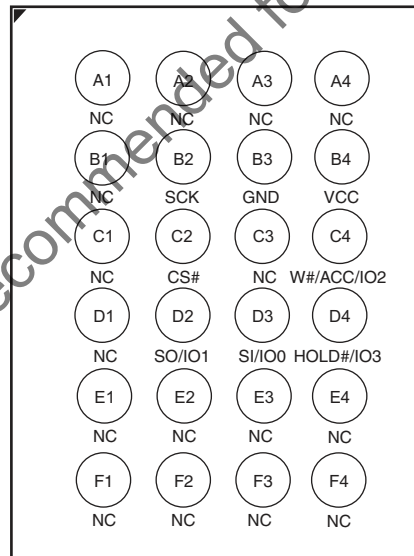 ecommended fo
A1 A2 A3 A4
NC NC NC NC
B1 B2 B3 B4
NC SCK GND VCC
C1 C2 C3 C4
NC CS# NC W#/ACC/IO2
D1 D2 D3 D4
NC SO/IO1 SI/IO0 HOLD#/IO3
E1 E2 E3 E4
NC NC NC NC
F1 F2 F3 F4
NC NC NC NC